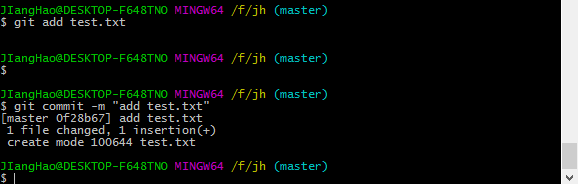 JIangHao@DESKTOP-F648TNO MINGW64 /f/jh (master)
$ git add test.txt
JIangHao@DESKTOP-F648TNO MINGW64 /f/jh (master)
$
JIangHao@DESKTOP-F648TNO MINGW64 /f/jh (master)
$ git commit -m "add test.txt"
[master 0f28b67] add test.txt
 1 file changed, 1 insertion(+)
 create mode 100644 test.txt
JIangHao@DESKTOP-F648TNO MINGW64 /f/jh (master)
$